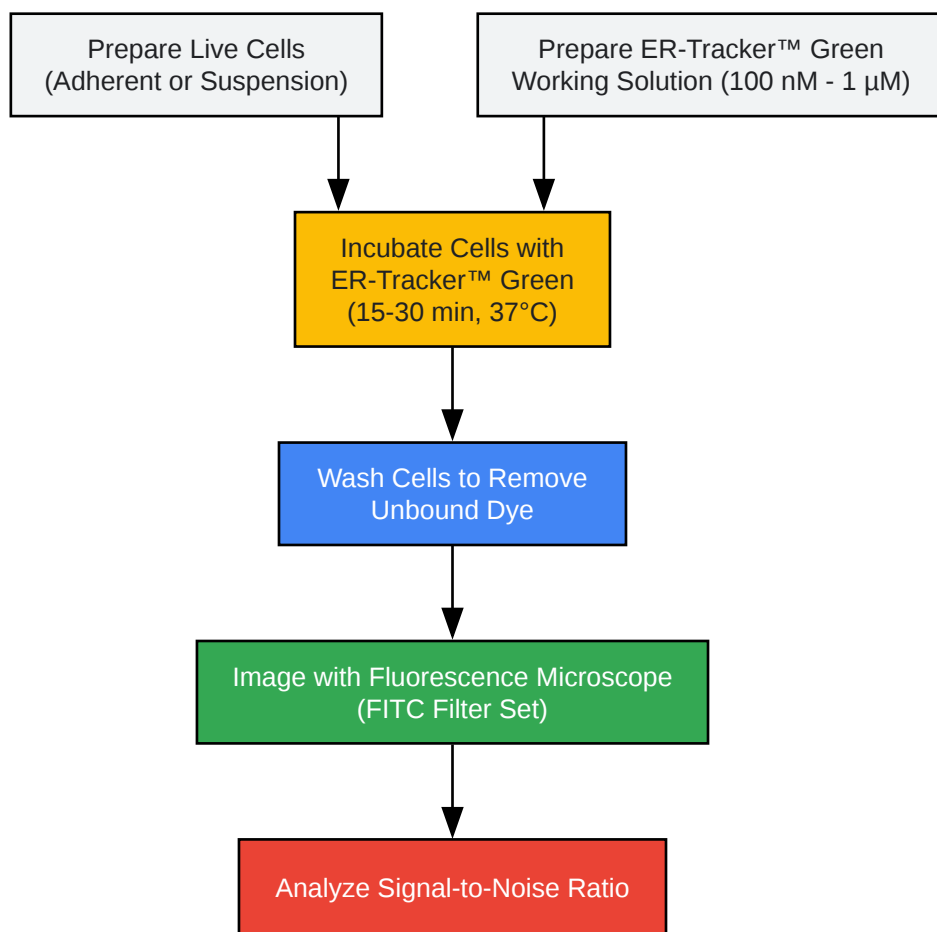 Prepare Live Cells
(Adherent or Suspension)
Prepare ER-Tracker™ Green
Working Solution (100 nM - 1 µM)
Incubate Cells with
ER-Tracker™ Green
(15-30 min, 37°C)
Wash Cells to Remove
Unbound Dye
Image with Fluorescence Microscope
(FITC Filter Set)
Analyze Signal-to-Noise Ratio